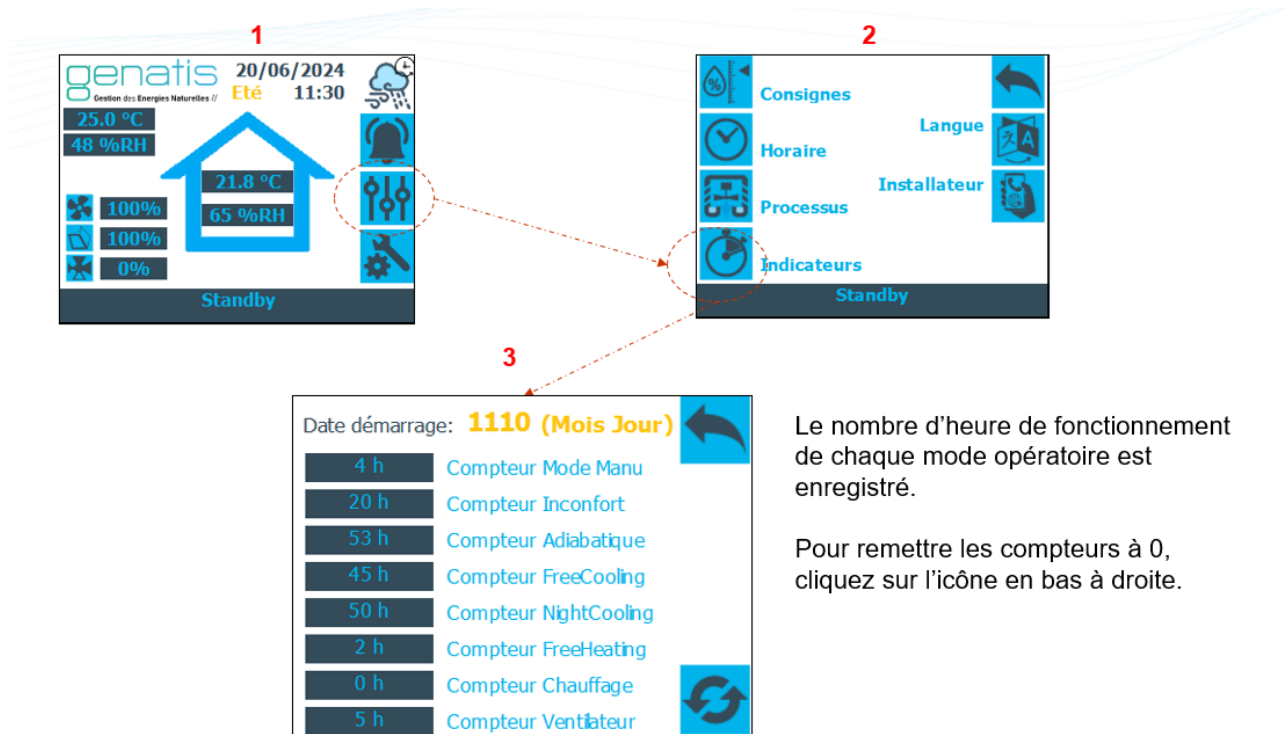 1
genatis
Gestion des Energies Naturelles //
20/06/2024
Eté 11:30
25.0 °C
48 %RH
21.8 °C
65 %RH
100%
100%
0%
Standby
2
%
Consignes
Horaire
Processus
Indicateurs
Langue
A
Installateur
Standby
3
Date démarrage: 1110 (Mois Jour)
4 h Compteur Mode Manu
20 h Compteur Inconfort
53 h Compteur Adiabatique
45 h Compteur FreeCooling
50 h Compteur NightCooling
2 h Compteur FreeHeating
0 h Compteur Chauffage
5 h Compteur Ventilateur
Le nombre d’heure de fonctionnement
de chaque mode opératoire est
enregistré.
Pour remettre les compteurs à 0,
cliquez sur l’icône en bas à droite.